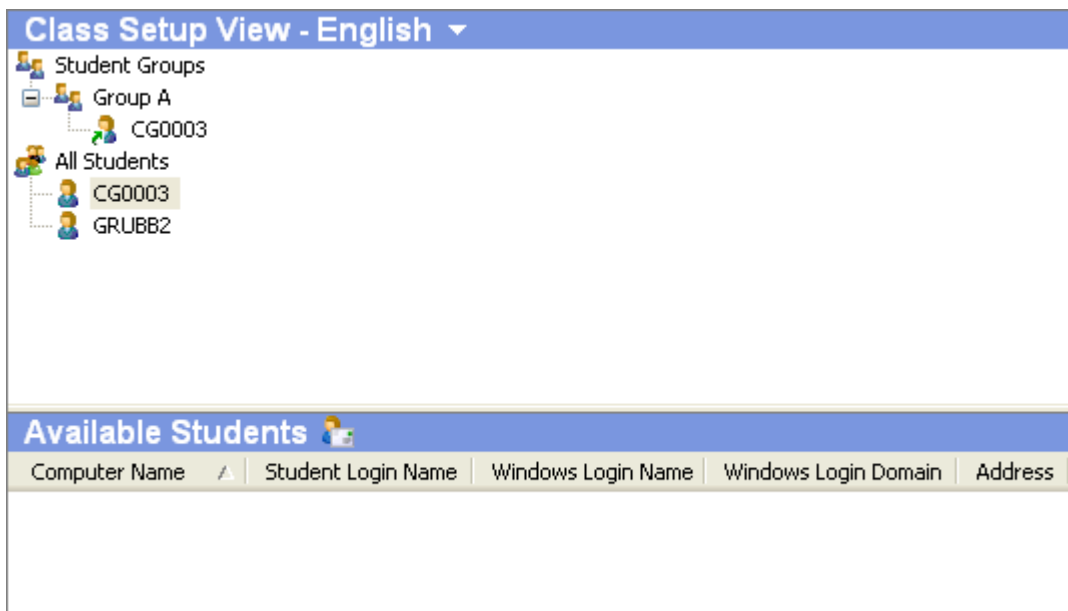 Class Setup View - English
Student Groups
Group A
CG0003
All Students
CG0003
GRUBB2
Available Students
Computer Name Student Login Name Windows Login Name Windows Login Domain Address